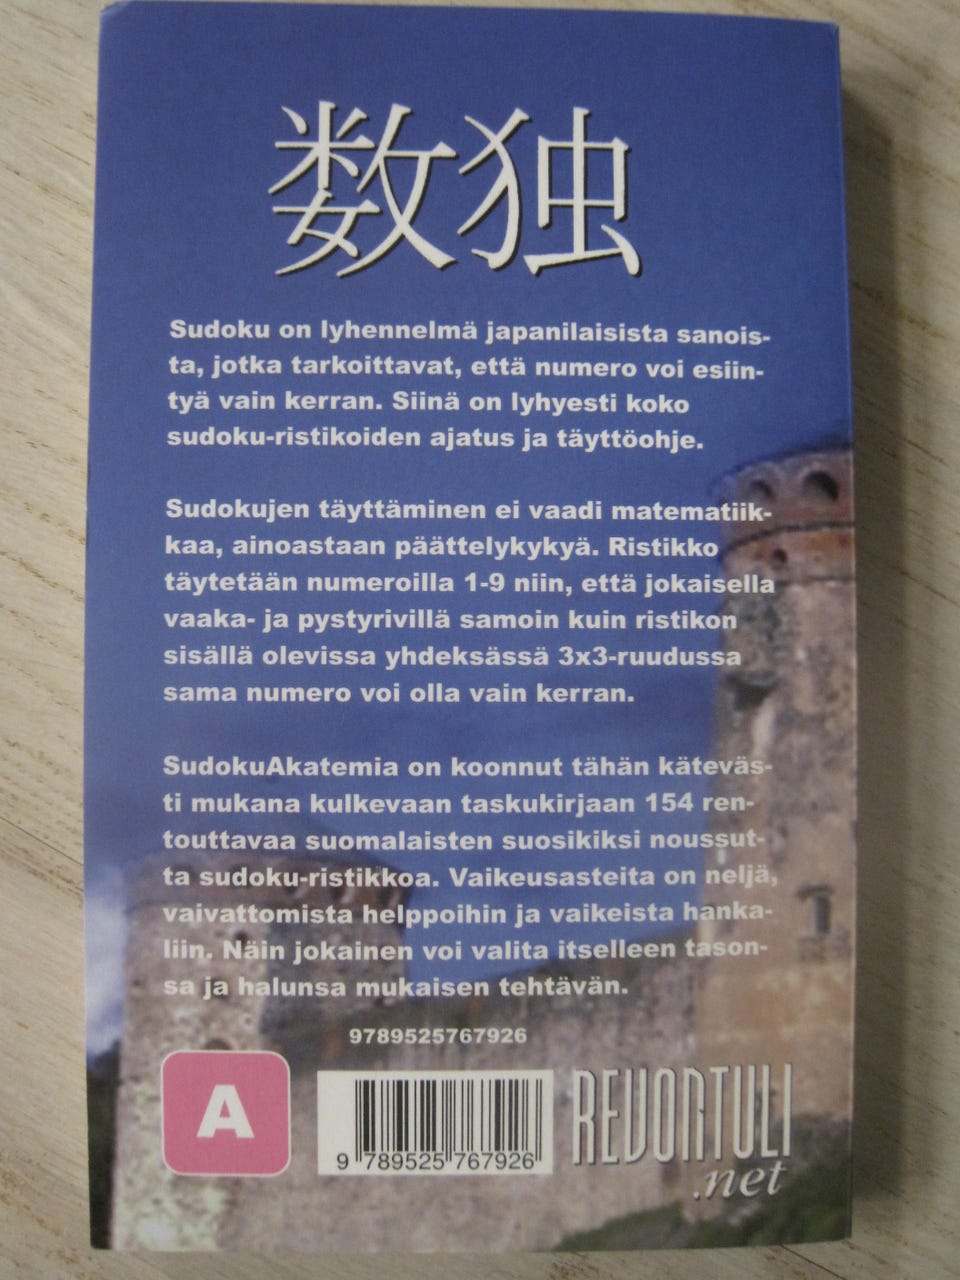 数独
Sudoku on lyhennelmä japanilaisista sanois-
ta, jotka tarkoittavat, että numero voi esiin-
tyä vain kerran. Siinä on lyhyesti koko
sudoku-ristikoiden ajatus ja täyttöohje.
Sudokujen täyttäminen ei vaadi matematiik-
kaa, ainoastaan päättelykykyä. Ristikko
täytetään numeroilla 1-9 niin, että jokaisella
vaaka- ja pystyrivillä samoin kuin ristikon
sisällä olevissa yhdeksässä 3x3-ruudussa
sama numero voi olla vain kerran.
SudokuAkatemia on koonnut tähän käteväs-
ti mukana kulkevaan taskukirjaan 154 ren-
touttavaa suomalaisten suosikiksi noussut-
ta sudoku-ristikkoa. Vaikeusasteita on neljä,
vaivattomista helppoihin ja vaikeista hanka-
liin. Näin jokainen voi valita itselleen tason-
sa ja halunsa mukaisen tehtävän.
9789525767926
A
9 789525 767926
REVONTULI
.net